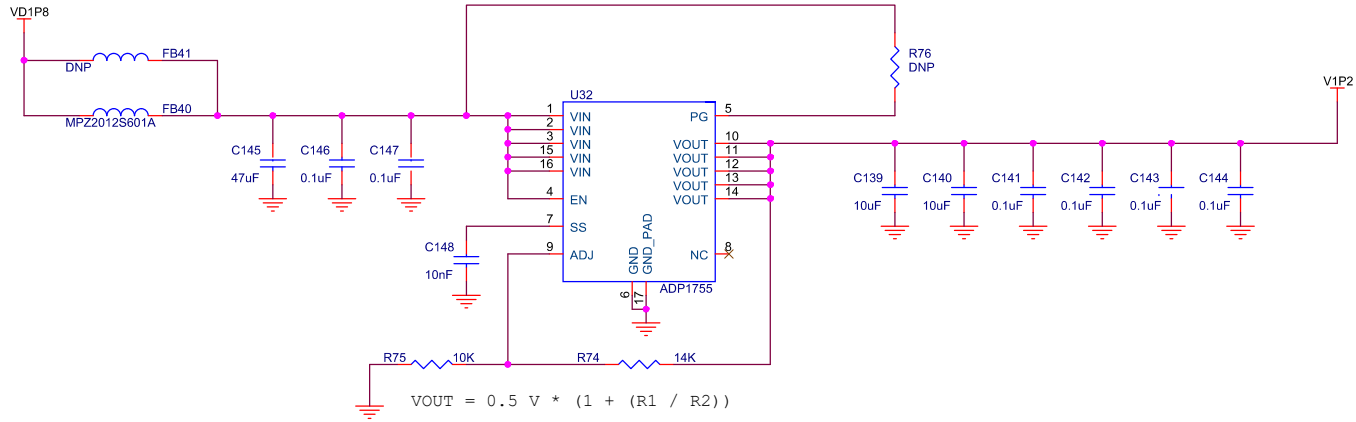 VD1P8
FB41
DNP
FB40
MPZ2012S601A
R76
DNP
V1P2
U32
1 VIN
2 VIN
3 VIN
15 VIN
16 VIN
4 EN
7 SS
9 ADJ
PG 5
VOUT 10
VOUT 11
VOUT 12
VOUT 13
VOUT 14
NC 8
GND
GND_PAD
6
17
ADP1755
C145
47uF
C146
0.1uF
C147
0.1uF
C148
10nF
C139
10uF
C140
10uF
C141
0.1uF
C142
0.1uF
C143
0.1uF
C144
0.1uF
R75 10K
R74 14K
VOUT = 0.5 V * (1 + (R1 / R2))